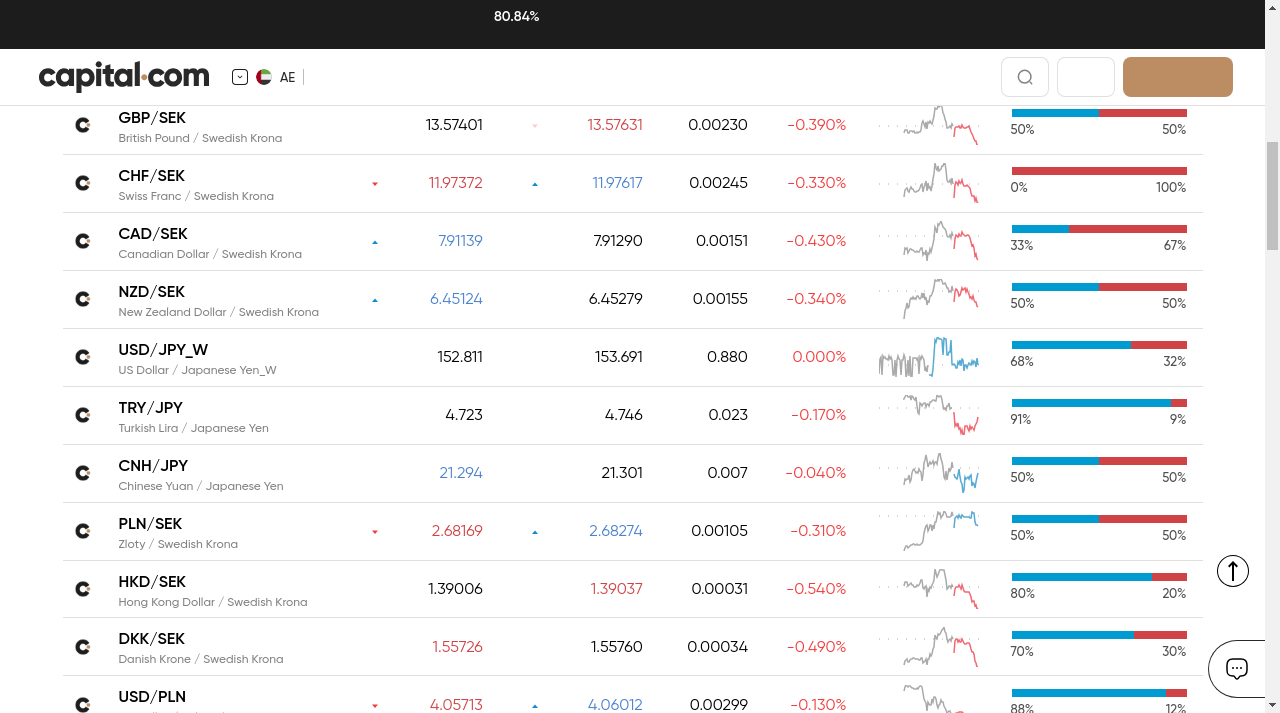 80.84%
capital.com AE
GBP/SEK 13.57401 13.57631 0.00230 -0.390%
British Pound / Swedish Krona 50% 50%
CHF/SEK 11.97372 11.97617 0.00245 -0.330%
Swiss Franc / Swedish Krona 0% 100%
CAD/SEK 7.91139 7.91290 0.00151 -0.430%
Canadian Dollar / Swedish Krona 33% 67%
NZD/SEK 6.45124 6.45279 0.00155 -0.340%
New Zealand Dollar / Swedish Krona 50% 50%
USD/JPY_W 152.811 153.691 0.880 0.000%
US Dollar / Japanese Yen_W 68% 32%
TRY/JPY 4.723 4.746 0.023 -0.170%
Turkish Lira / Japanese Yen 91% 9%
CNH/JPY 21.294 21.301 0.007 -0.040%
Chinese Yuan / Japanese Yen 50% 50%
PLN/SEK 2.68169 2.68274 0.00105 -0.310%
Zloty / Swedish Krona 50% 50%
HKD/SEK 1.39006 1.39037 0.00031 -0.540%
Hong Kong Dollar / Swedish Krona 80% 20%
DKK/SEK 1.55726 1.55760 0.00034 -0.490%
Danish Krone / Swedish Krona 70% 30%
USD/PLN 4.05713 4.06012 0.00299 -0.130%
88% 12%